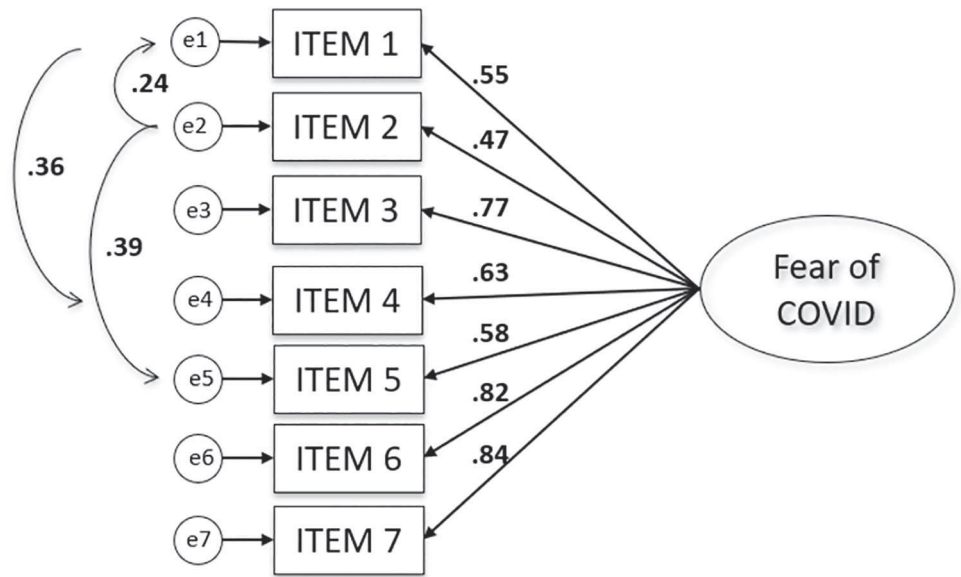 e1
ITEM 1
.55
.24
e2
ITEM 2
.47
.36
e3
ITEM 3
.77
.39
Fear of
COVID
e4
ITEM 4
.63
e5
ITEM 5
.58
e6
ITEM 6
.82
e7
ITEM 7
.84